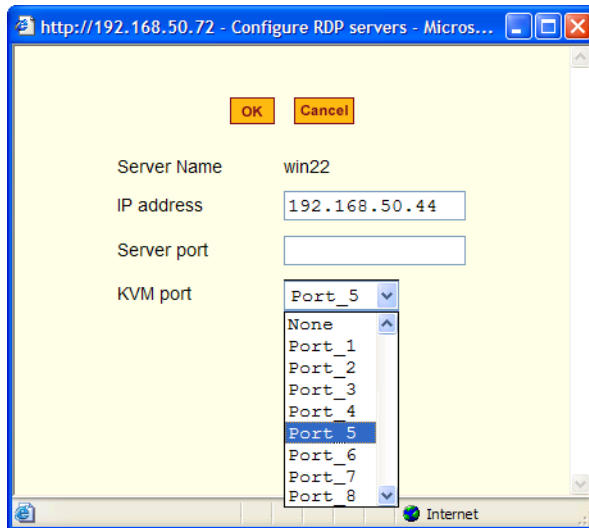 http://192.168.50.72 - Configure RDP servers - Micros...
OK Cancel
Server Name win22
IP address 192.168.50.44
Server port
KVM port Port_5
None
Port_1
Port_2
Port_3
Port_4
Port_5
Port_6
Port_7
Port_8
Internet